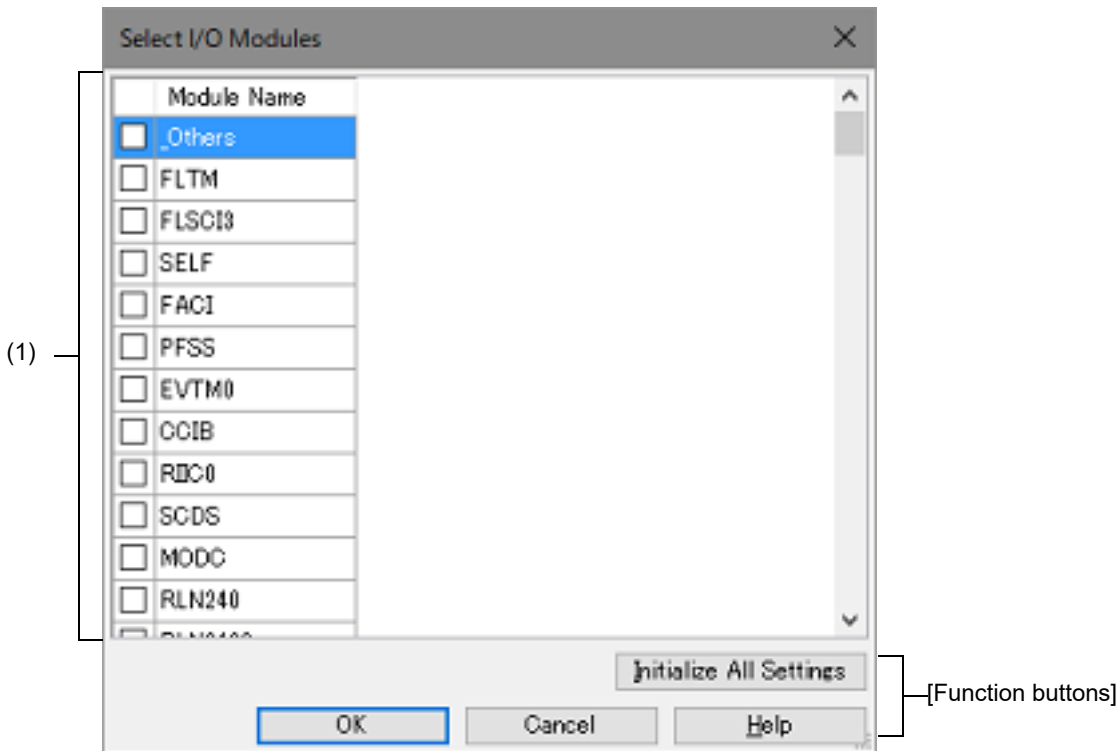 Select I/O Modules
Module Name
_Others
FLTM
FLSCI3
SELF
FACI
PFSS
EVTM0
CCIB
RIIC0
SCDS
MODC
RLN240
(1)
Initialize All Settings
[Function buttons]
OK Cancel Help